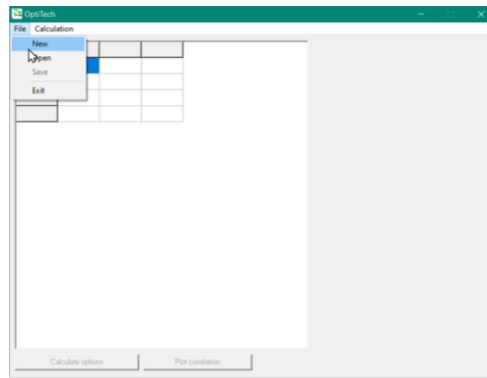 OptiTech
File Calculation
New
Open
Save
Exit
Calculate options
Plot correlation